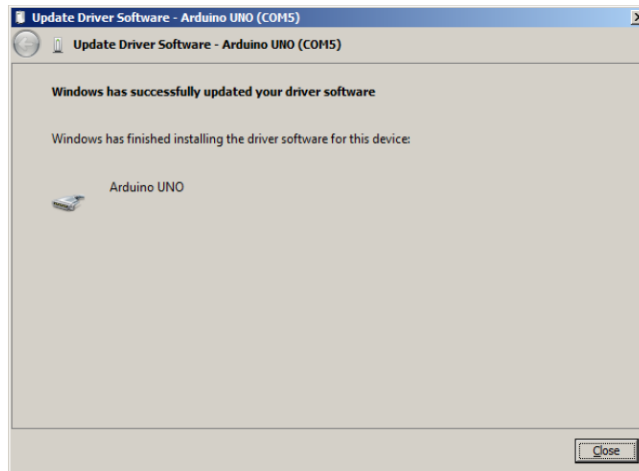 Update Driver Software - Arduino UNO (COM5)
Update Driver Software - Arduino UNO (COM5)
Windows has successfully updated your driver software
Windows has finished installing the driver software for this device:
Arduino UNO
Close